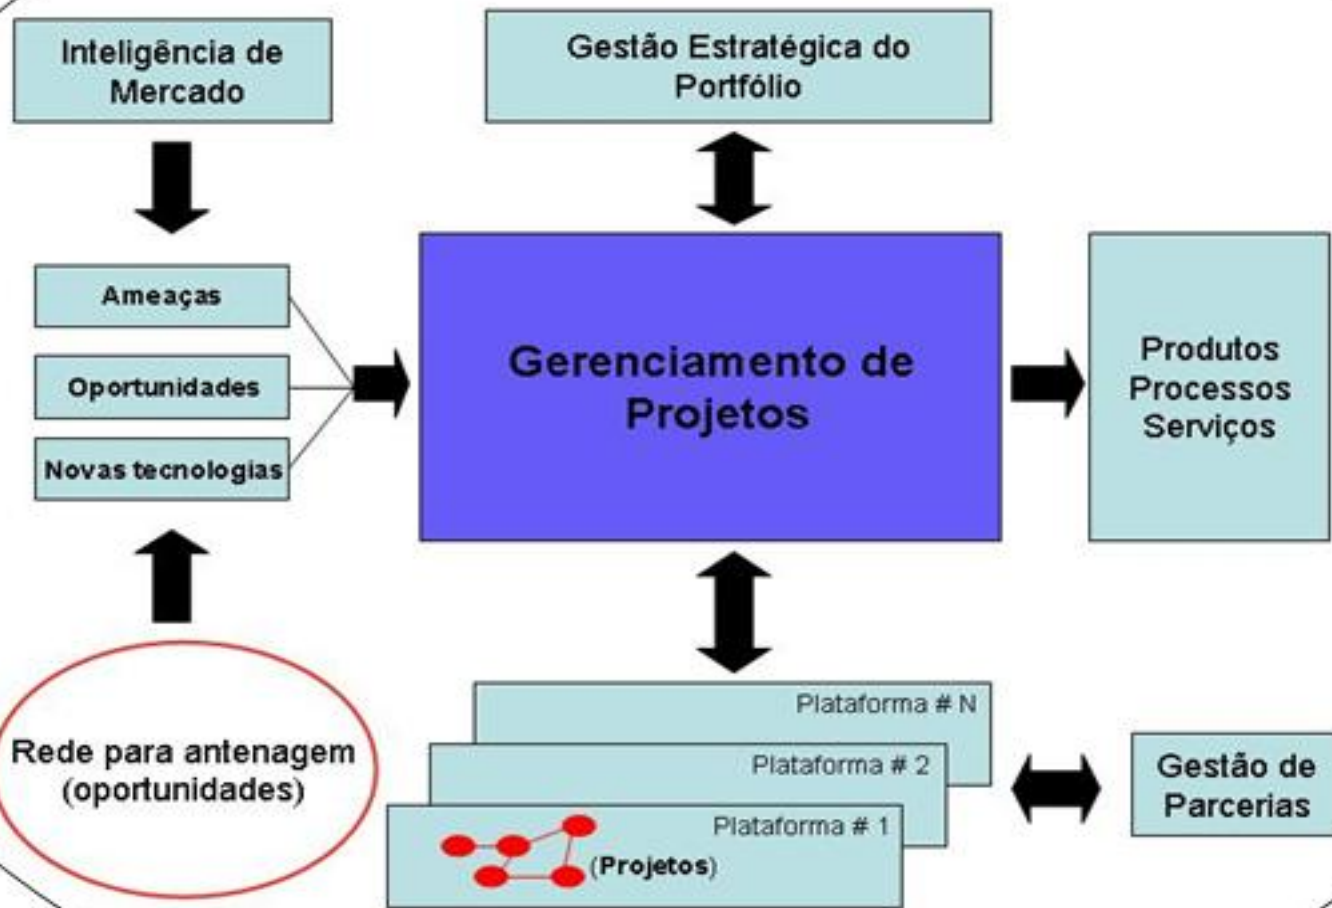 Inteligência de
Mercado
Gestão Estratégica do
Portfólio
Ameaças
Oportunidades
Novas tecnologias
Gerenciamento de
Projetos
Produtos
Processos
Serviços
Rede para antenagem
(oportunidades)
Plataforma # N
Plataforma # 2
Plataforma # 1
(Projetos)
Gestão de
Parcerias